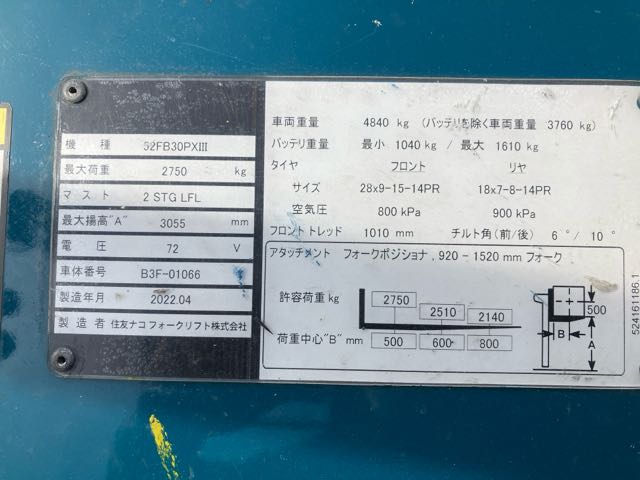 機 種 52FB30PXIII
最大荷重 2750 kg
マ ス ト 2 STG LFL
最大揚高"A" 3055 mm
電 圧 72 V
車体番号 B3F-01066
製造年月 2022.04
製 造 者 住友ナコ フォークリフト株式会社
車両重量 4840 kg (バッテリを除く車両重量 3760 kg)
バッテリ重量 最小 1040 kg / 最大 1610 kg
タイヤ フロント リヤ
サイズ 28x9-15-14PR 18x7-8-14PR
空気圧 800 kPa 900 kPa
フロントトレッド 1010 mm チルト角(前/後) 6°/ 10°
アタッチメント フォークポジショナ , 920 - 1520 mm フォーク
許容荷重 kg 2750 2510 2140
荷重中心"B" mm 500 600 800
500
B
A
524161186.1